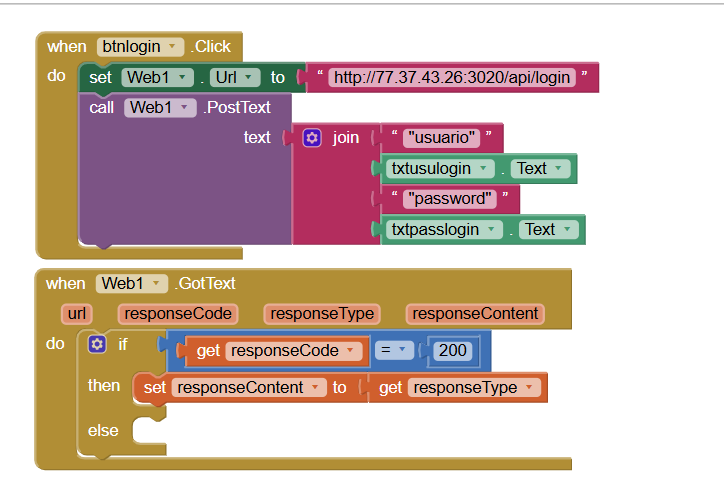 when btnlogin .Click
do set Web1 . Url to " http://77.37.43.26:3020/api/login "
call Web1 .PostText
text join " "usuario" "
txtusulogin . Text
" "password" "
txtpasslogin . Text
when Web1 .GotText
url responseCode responseType responseContent
do if get responseCode = 200
then set responseContent to get responseType
else